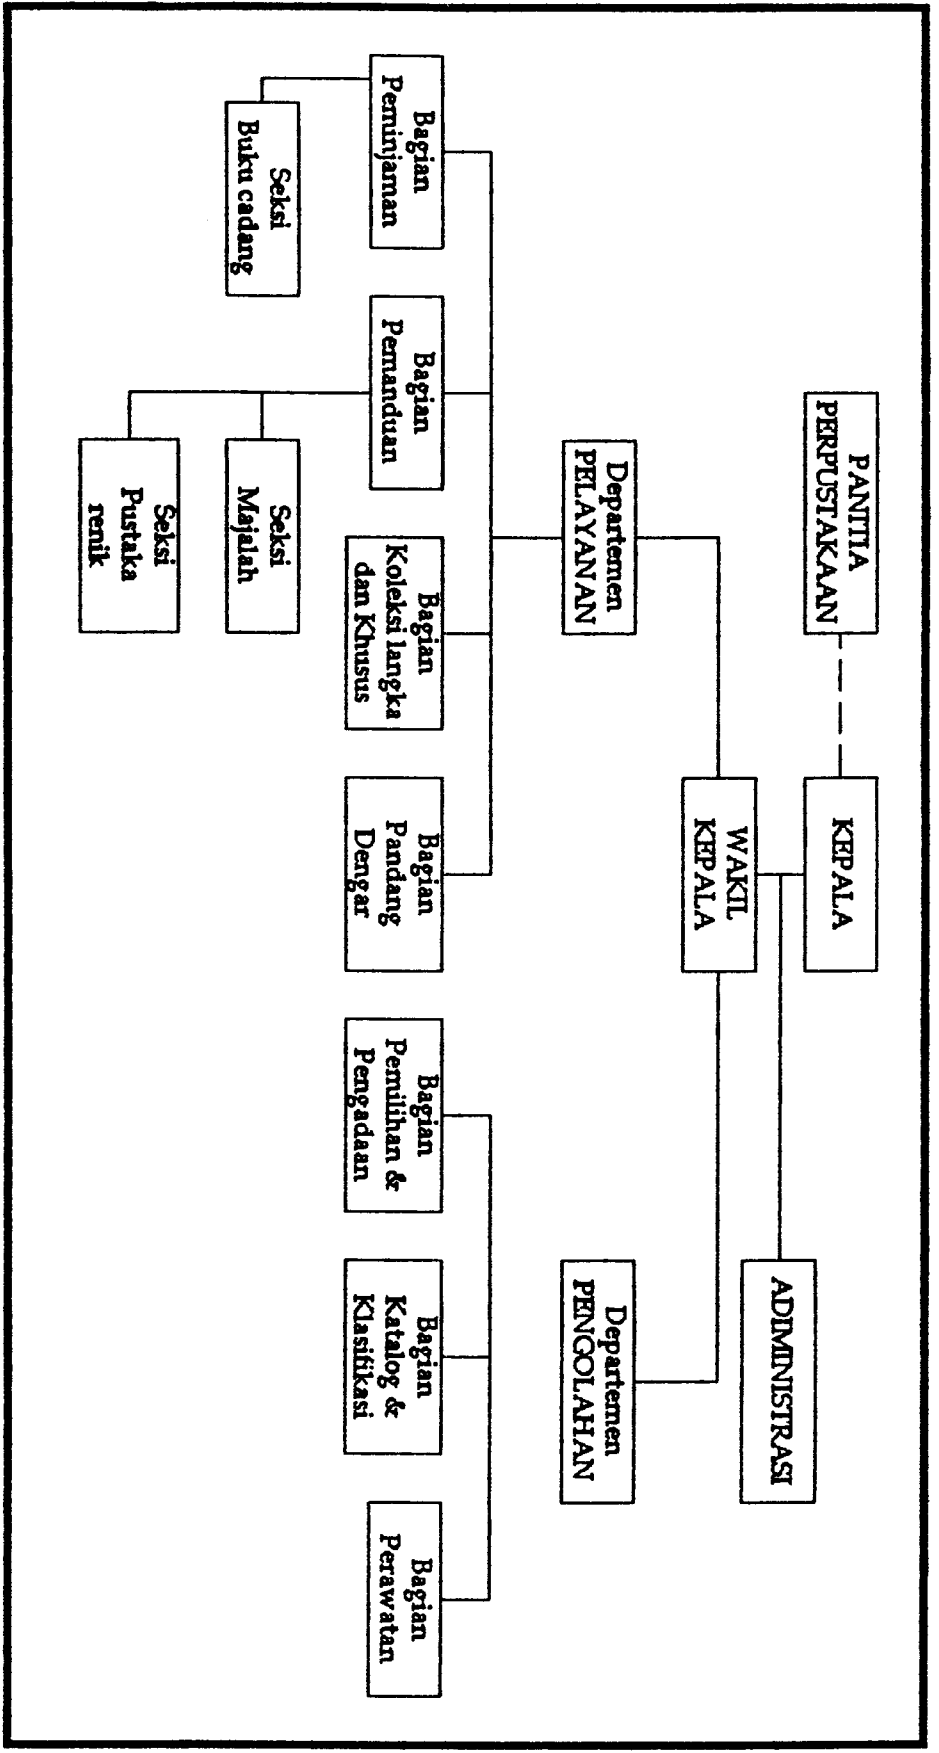 PANITIA
PERPUSTAKAAN
KEPALA
ADIMINISTRASI
WAKIL
KEPALA
Departemen
PELAYANAN
Departemen
PENGOLAHAN
Bagian
Peminjaman
Bagian
Pemanduan
Bagian
Koleksi langka
dan Khusus
Bagian
Pandang
Dengar
Bagian
Pemilihan &
Pengadaan
Bagian
Katalog &
Klasifikasi
Bagian
Perawatan
Seksi
Buku cadang
Seksi
Majalah
Seksi
Pustaka
renik